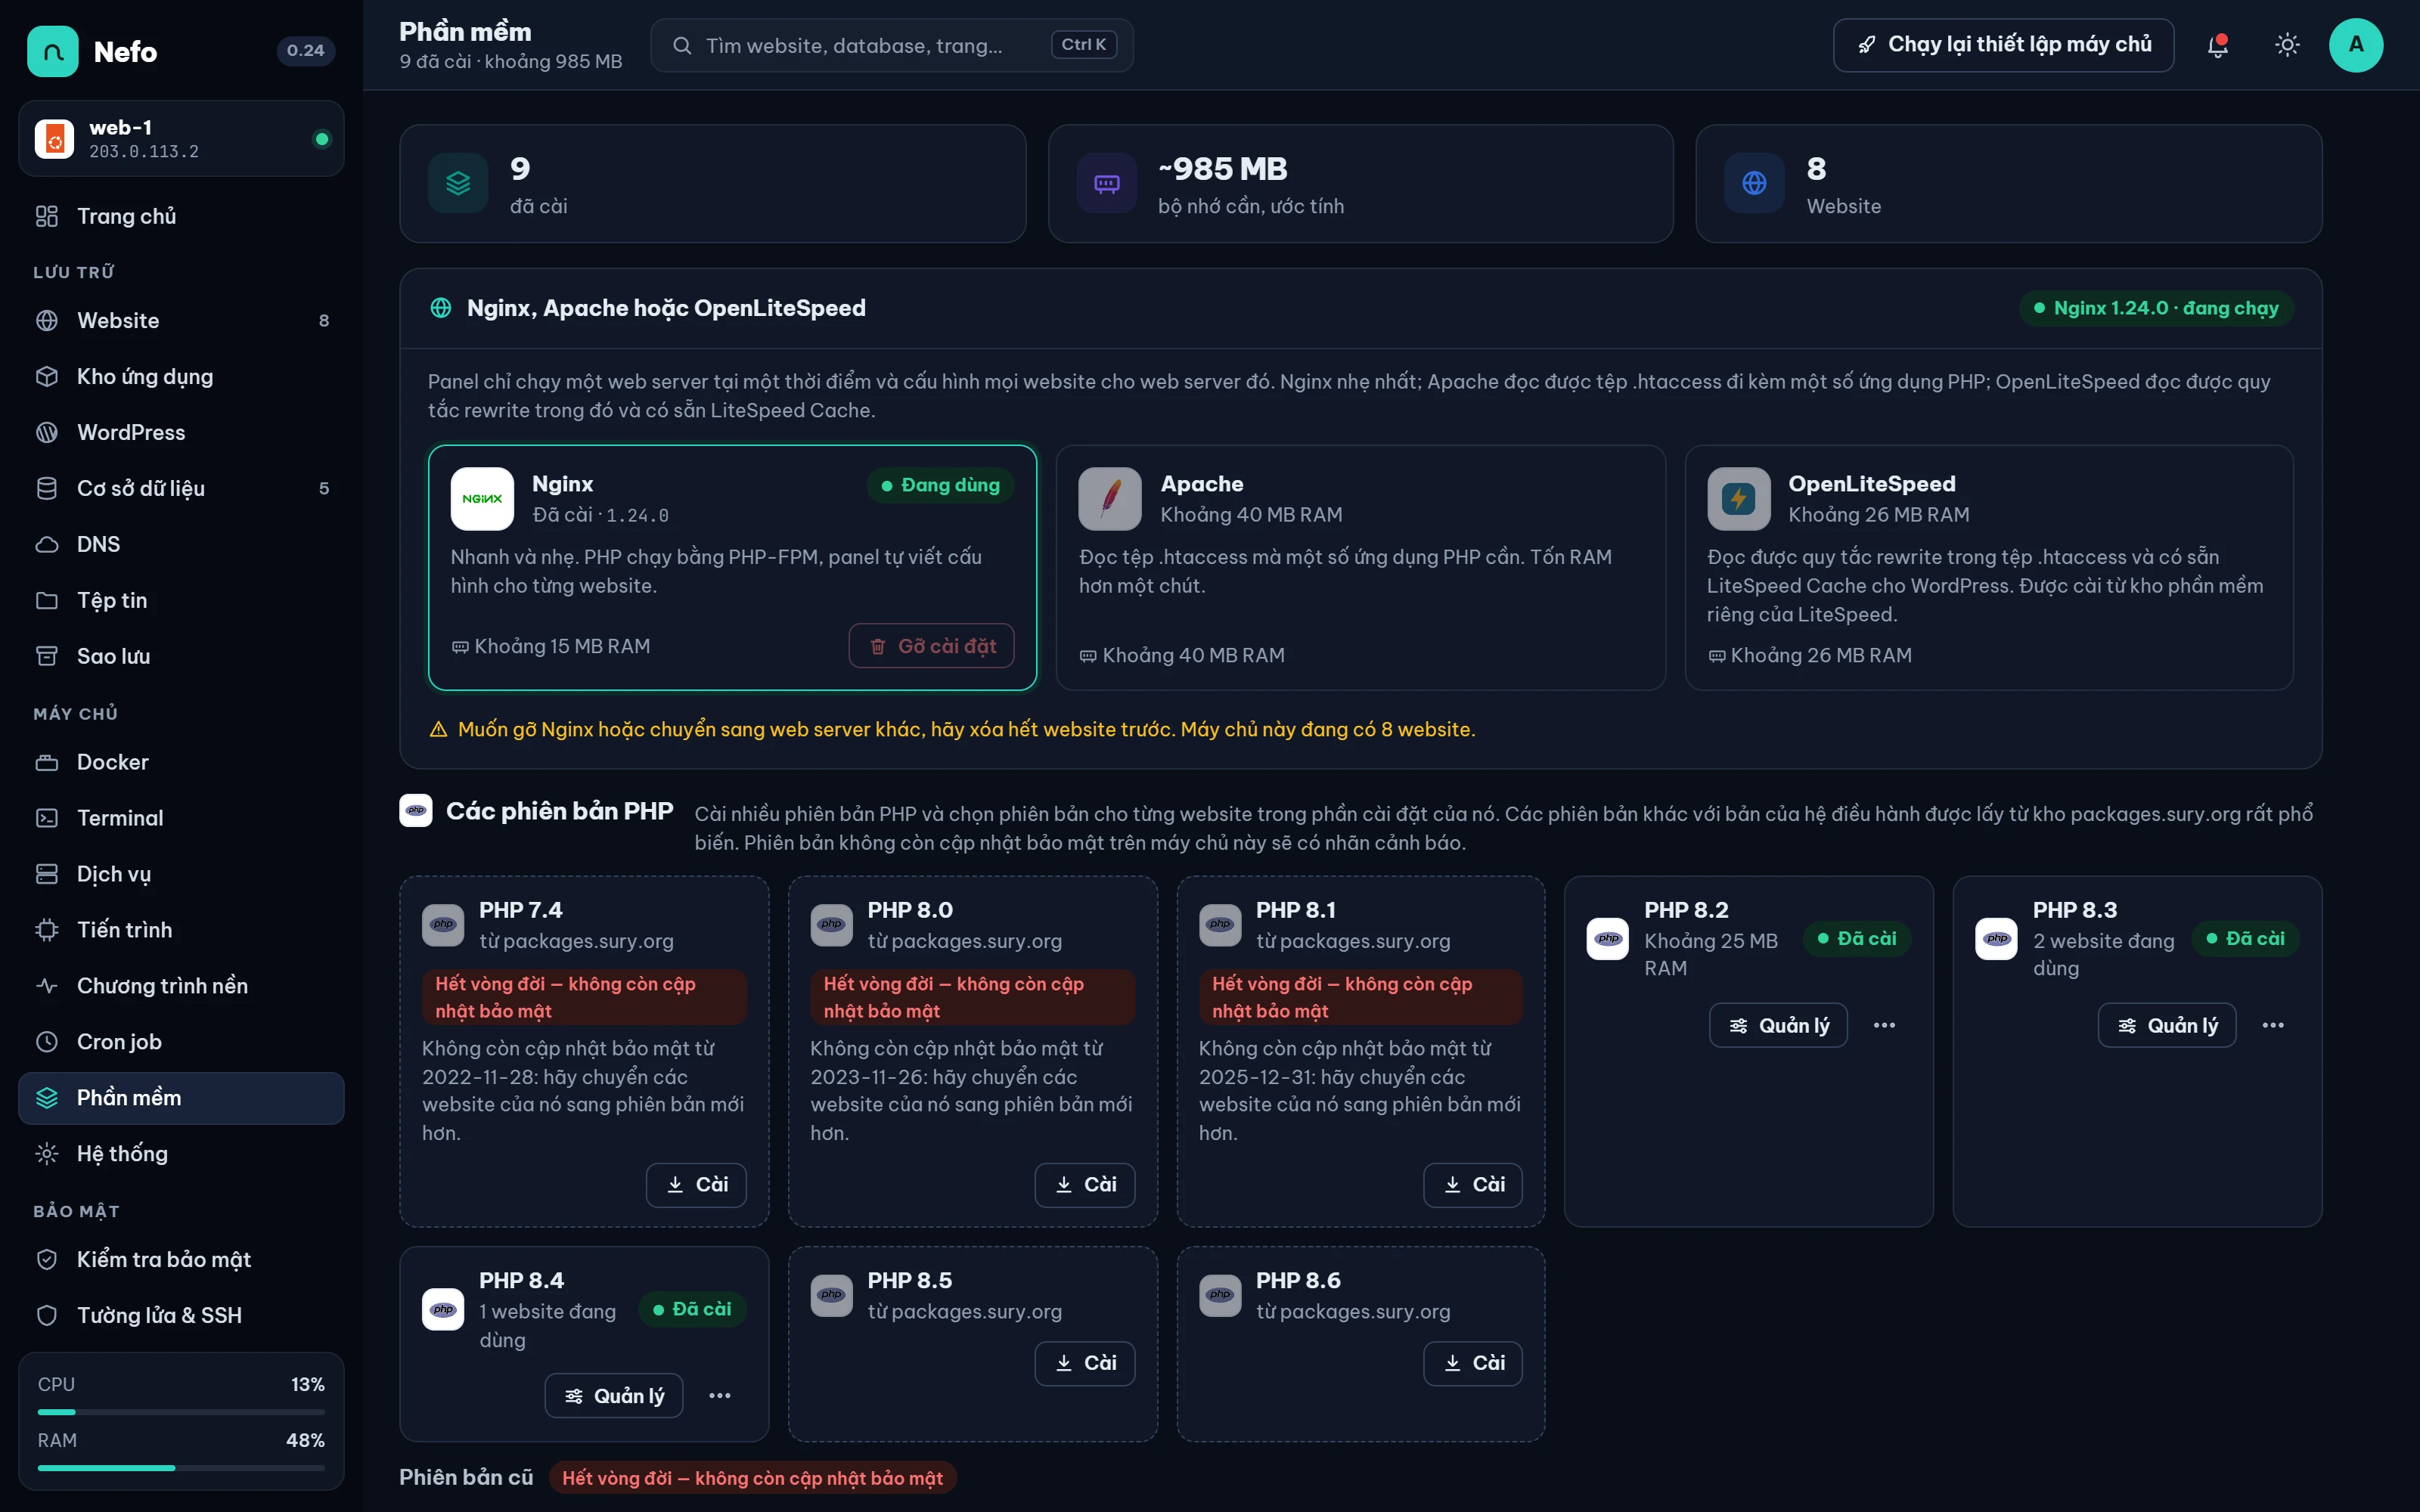 Nefo
0.24
web-1
203.0.113.2
Trang chủ
LƯU TRỮ
Website 8
Kho ứng dụng
WordPress
Cơ sở dữ liệu 5
DNS
Tệp tin
Sao lưu
MÁY CHỦ
Docker
Terminal
Dịch vụ
Tiến trình
Chương trình nền
Cron job
Phần mềm
Hệ thống
BẢO MẬT
Kiểm tra bảo mật
Tường lửa & SSH
CPU 13%
RAM 48%
Phần mềm
9 đã cài · khoảng 985 MB
Tìm website, database, trang...
Ctrl K
Chạy lại thiết lập máy chủ
A
9
đã cài
~985 MB
bộ nhớ cần, ước tính
8
Website
Nginx, Apache hoặc OpenLiteSpeed
Nginx 1.24.0 · đang chạy
Panel chỉ chạy một web server tại một thời điểm và cấu hình mọi website cho web server đó. Nginx nhẹ nhất; Apache đọc được tệp .htaccess đi kèm một số ứng dụng PHP; OpenLiteSpeed đọc được quy
tắc rewrite trong đó và có sẵn LiteSpeed Cache.
NGINX
Nginx
Đã cài · 1.24.0
Đang dùng
Nhanh và nhẹ. PHP chạy bằng PHP-FPM, panel tự viết cấu
hình cho từng website.
Khoảng 15 MB RAM
Gỡ cài đặt
Apache
Khoảng 40 MB RAM
Đọc tệp .htaccess mà một số ứng dụng PHP cần. Tốn RAM
hơn một chút.
Khoảng 40 MB RAM
OpenLiteSpeed
Khoảng 26 MB RAM
Đọc được quy tắc rewrite trong tệp .htaccess và có sẵn
LiteSpeed Cache cho WordPress. Được cài từ kho phần mềm
riêng của LiteSpeed.
Khoảng 26 MB RAM
Muốn gỡ Nginx hoặc chuyển sang web server khác, hãy xóa hết website trước. Máy chủ này đang có 8 website.
php
Các phiên bản PHP
Cài nhiều phiên bản PHP và chọn phiên bản cho từng website trong phần cài đặt của nó. Các phiên bản khác với bản của hệ điều hành được lấy từ kho packages.sury.org rất phổ
biến. Phiên bản không còn cập nhật bảo mật trên máy chủ này sẽ có nhãn cảnh báo.
php
PHP 7.4
từ packages.sury.org
Hết vòng đời — không còn cập
nhật bảo mật
Không còn cập nhật bảo mật từ
2022-11-28: hãy chuyển các
website của nó sang phiên bản mới
hơn.
Cài
php
PHP 8.0
từ packages.sury.org
Hết vòng đời — không còn cập
nhật bảo mật
Không còn cập nhật bảo mật từ
2023-11-26: hãy chuyển các
website của nó sang phiên bản mới
hơn.
Cài
php
PHP 8.1
từ packages.sury.org
Hết vòng đời — không còn cập
nhật bảo mật
Không còn cập nhật bảo mật từ
2025-12-31: hãy chuyển các
website của nó sang phiên bản mới
hơn.
Cài
php
PHP 8.2
Khoảng 25 MB
RAM
Đã cài
Quản lý
php
PHP 8.3
2 website đang
dùng
Đã cài
Quản lý
php
PHP 8.4
1 website đang
dùng
Đã cài
Quản lý
php
PHP 8.5
từ packages.sury.org
Cài
php
PHP 8.6
từ packages.sury.org
Cài
Phiên bản cũ
Hết vòng đời — không còn cập nhật bảo mật